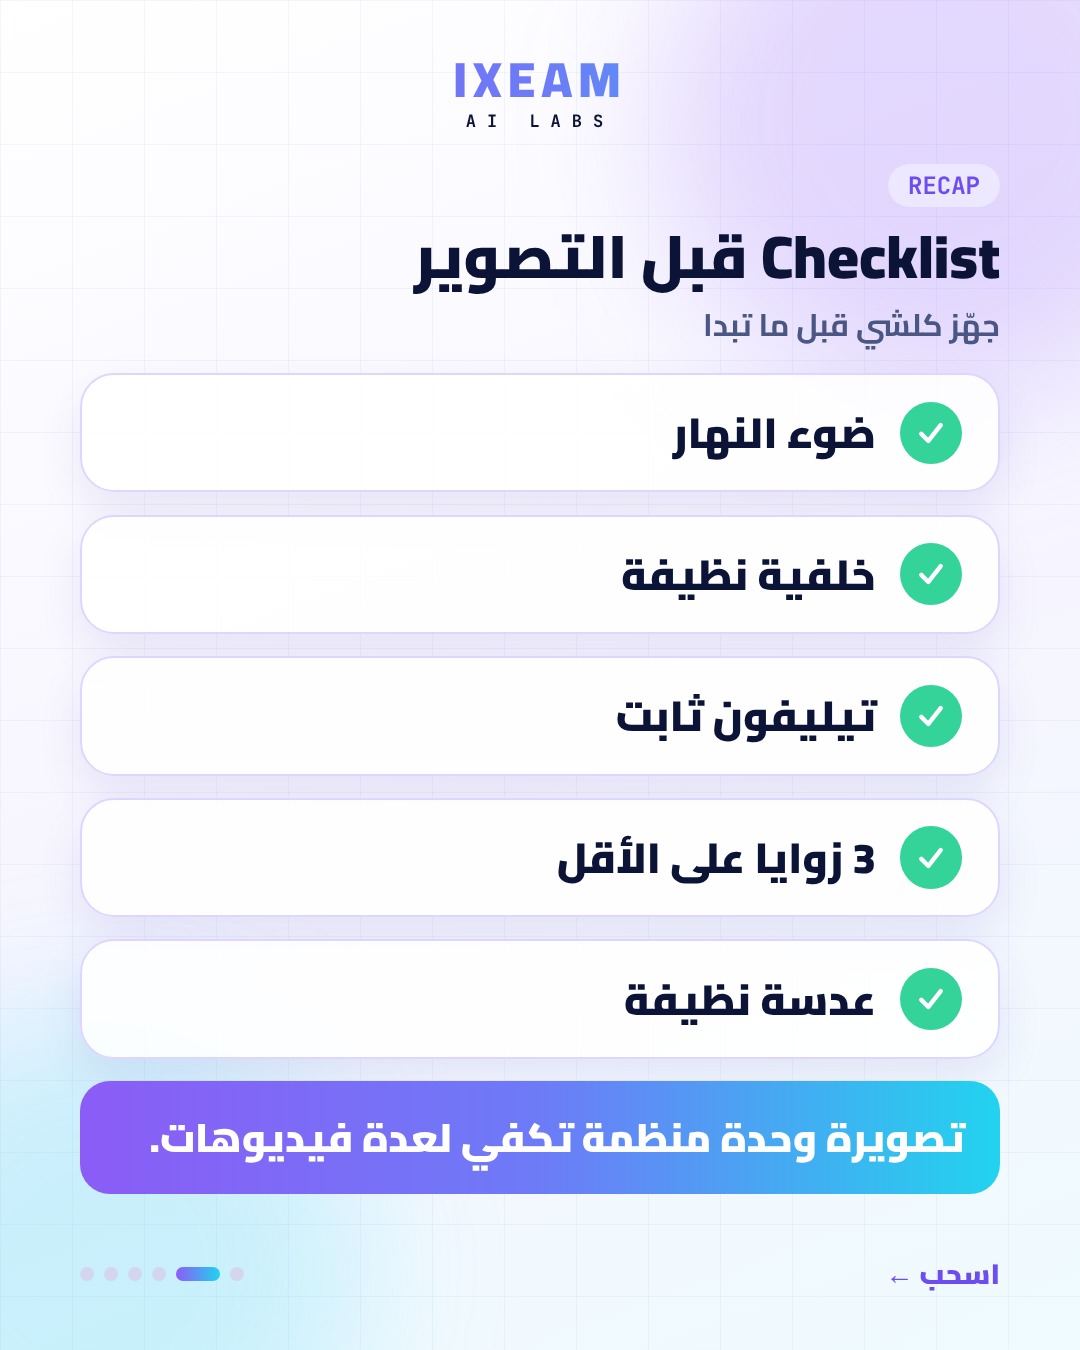 IXEAM
AI LABS
RECAP
Checklist قبل التصوير
جهّز كلشي قبل ما تبدا
ضوء النهار
خلفية نظيفة
تيليفون ثابت
3 زوايا على الأقل
عدسة نظيفة
تصويرة وحدة منظمة تكفي لعدة فيديوهات.
اسحب ←